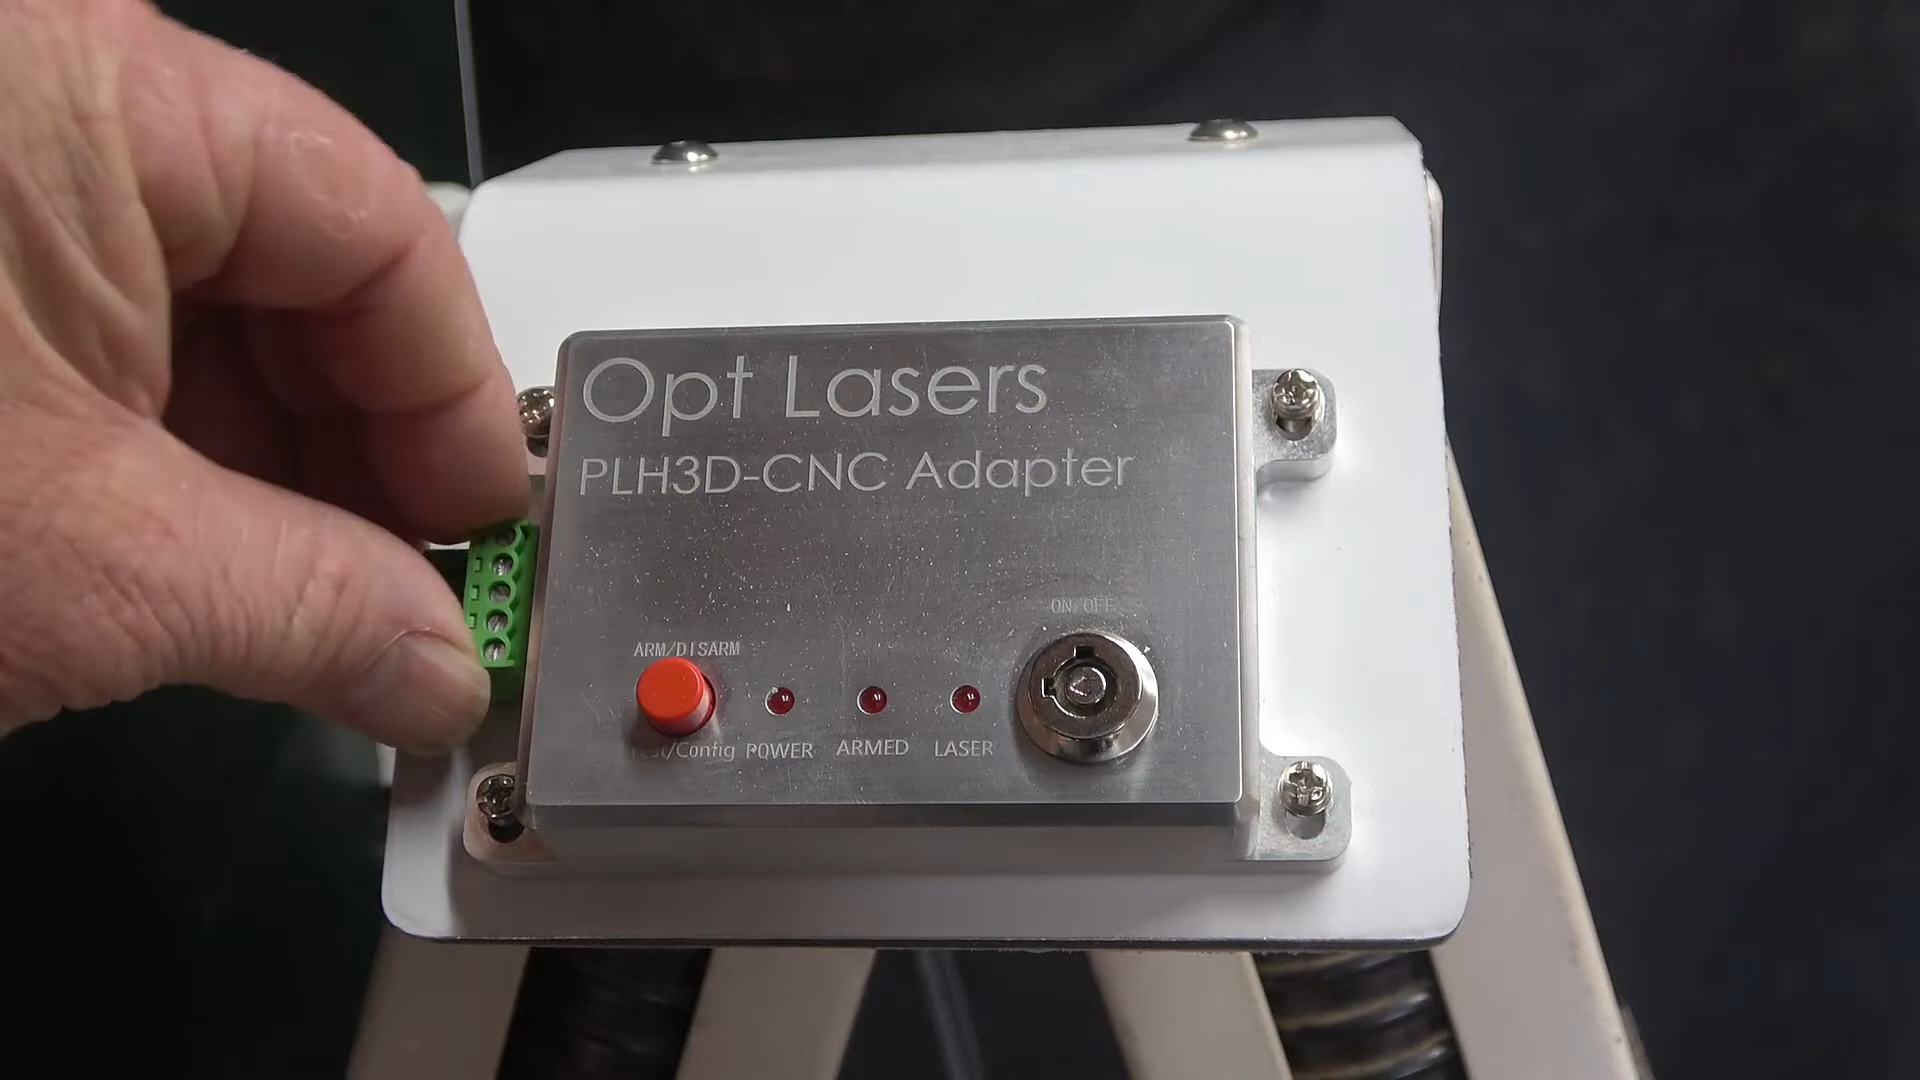 Opt Lasers
PLH3D-CNC Adapter
ON OFF
ARM/DISARM
/Config POWER ARMED LASER